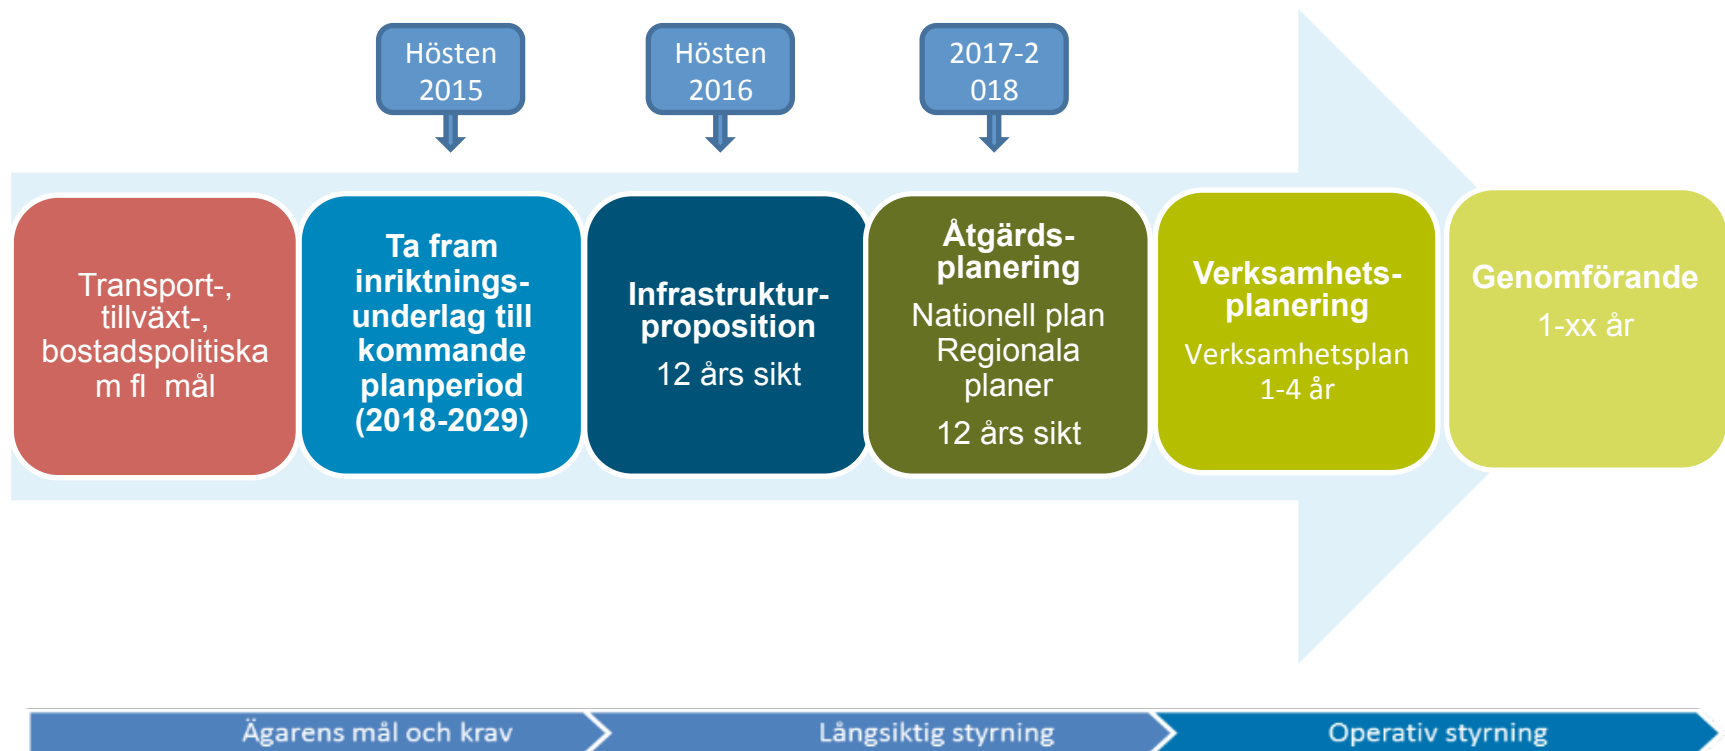 Hösten
2015
Hösten
2016
2017-2
018
Transport-,
tillväxt-,
bostadspolitiska
m fl mål
Ta fram
inriktnings-
underlag till
kommande
planperiod
(2018-2029)
Infrastruktur-
proposition
12 års sikt
Åtgärds-
planering
Nationell plan
Regionala
planer
12 års sikt
Verksamhets-
planering
Verksamhetsplan
1-4 år
Genomförande
1-xx år
Ägarens mål och krav
Långsiktig styrning
Operativ styrning